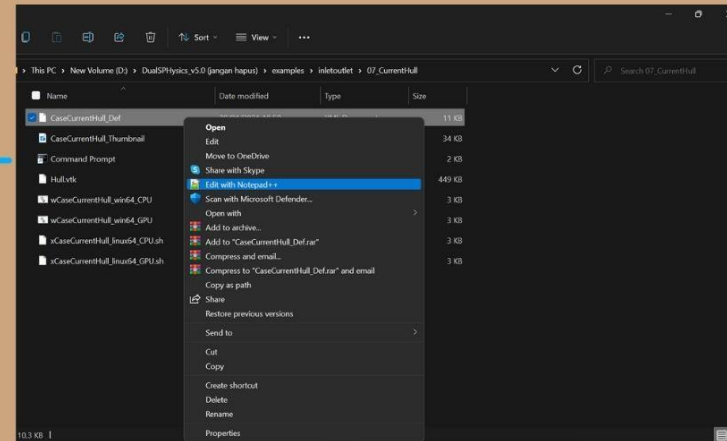 Sort
View
This PC > New Volume (D:) > DualSPHysics_v5.0 (jangan hapus) > examples > inletoutlet > 07_CurrentHull
Search 07_CurrentHull
Name
Date modified
Type
Size
CaseCurrentHull_Def
11 KB
CaseCurrentHull_Thumbnail
34 KB
Command Prompt
2 KB
Hull.vtk
449 KB
wCaseCurrentHull_win64_CPU
3 KB
wCaseCurrentHull_win64_GPU
3 KB
xCaseCurrentHull_linux64_CPU.sh
3 KB
xCaseCurrentHull_linux64_GPU.sh
3 KB
Open
Edit
Move to OneDrive
Share with Skype
Edit with Notepad++
Scan with Microsoft Defender...
Open with
Add to archive...
Add to "CaseCurrentHull_Def.rar"
Compress and email...
Compress to "CaseCurrentHull_Def.rar" and email
Copy as path
Share
Restore previous versions
Send to
Cut
Copy
Create shortcut
Delete
Rename
Properties
10,3 KB